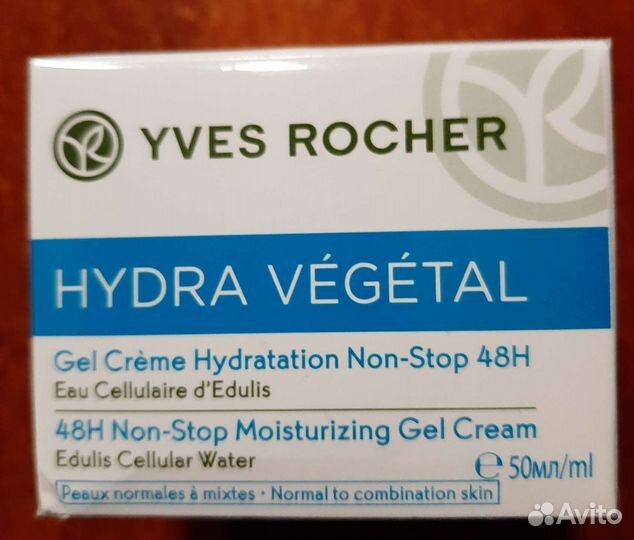 YVES ROCHER
HYDRA VÉGÉTAL
Gel Crème Hydratation Non-Stop 48H
Eau Cellulaire d'Edulis
48H Non-Stop Moisturizing Gel Cream
Edulis Cellular Water
℮ 50мл/ml
Peaux normales à mixtes · Normal to combination skin
Avito